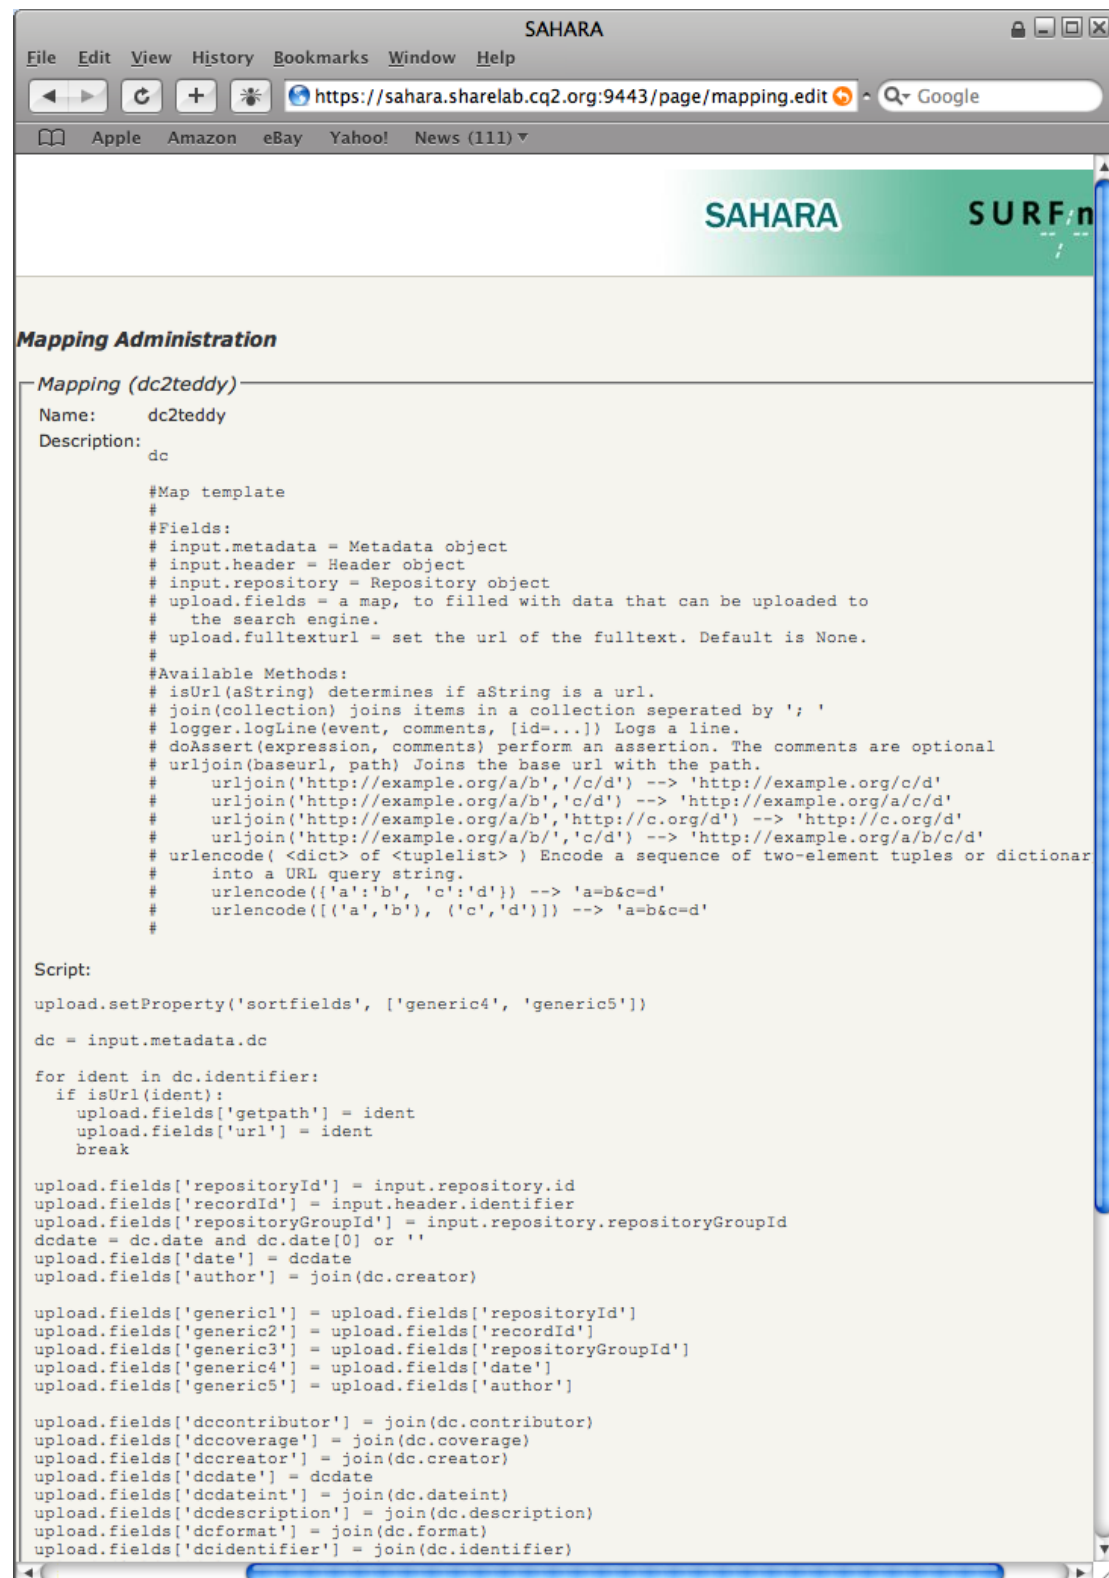 SAHARA
File Edit View History Bookmarks Window Help
https://sahara.sharelab.cq2.org:9443/page/mapping.edit Google
Apple Amazon eBay Yahoo! News (111)
SAHARA SURF/n
Mapping Administration
Mapping (dc2teddy)
Name: dc2teddy
Description:
dc
#Map template
#
#Fields:
# input.metadata = Metadata object
# input.header = Header object
# input.repository = Repository object
# upload.fields = a map, to filled with data that can be uploaded to
#   the search engine.
# upload.fulltexturl = set the url of the fulltext. Default is None.
#
#Available Methods:
# isUrl(aString) determines if aString is a url.
# join(collection) joins items in a collection seperated by '; '
# logger.logLine(event, comments, [id=...]) Logs a line.
# doAssert(expression, comments) perform an assertion. The comments are optional
# urljoin(baseurl, path) Joins the base url with the path.
#     urljoin('http://example.org/a/b','/c/d') --> 'http://example.org/c/d'
#     urljoin('http://example.org/a/b','c/d') --> 'http://example.org/a/c/d'
#     urljoin('http://example.org/a/b','http://c.org/d') --> 'http://c.org/d'
#     urljoin('http://example.org/a/b/','c/d') --> 'http://example.org/a/b/c/d'
# urlencode( <dict> of <tuplelist> ) Encode a sequence of two-element tuples or dictionar
#     into a URL query string.
#     urlencode({'a':'b', 'c':'d'}) --> 'a=b&c=d'
#     urlencode([('a','b'), ('c','d')]) --> 'a=b&c=d'
#
Script:
upload.setProperty('sortfields', ['generic4', 'generic5'])
dc = input.metadata.dc
for ident in dc.identifier:
  if isUrl(ident):
    upload.fields['getpath'] = ident
    upload.fields['url'] = ident
    break
upload.fields['repositoryId'] = input.repository.id
upload.fields['recordId'] = input.header.identifier
upload.fields['repositoryGroupId'] = input.repository.repositoryGroupId
dcdate = dc.date and dc.date[0] or ''
upload.fields['date'] = dcdate
upload.fields['author'] = join(dc.creator)
upload.fields['generic1'] = upload.fields['repositoryId']
upload.fields['generic2'] = upload.fields['recordId']
upload.fields['generic3'] = upload.fields['repositoryGroupId']
upload.fields['generic4'] = upload.fields['date']
upload.fields['generic5'] = upload.fields['author']
upload.fields['dccontributor'] = join(dc.contributor)
upload.fields['dccoverage'] = join(dc.coverage)
upload.fields['dccreator'] = join(dc.creator)
upload.fields['dcdate'] = dcdate
upload.fields['dcdateint'] = join(dc.dateint)
upload.fields['dcdescription'] = join(dc.description)
upload.fields['dcformat'] = join(dc.format)
upload.fields['dcidentifier'] = join(dc.identifier)